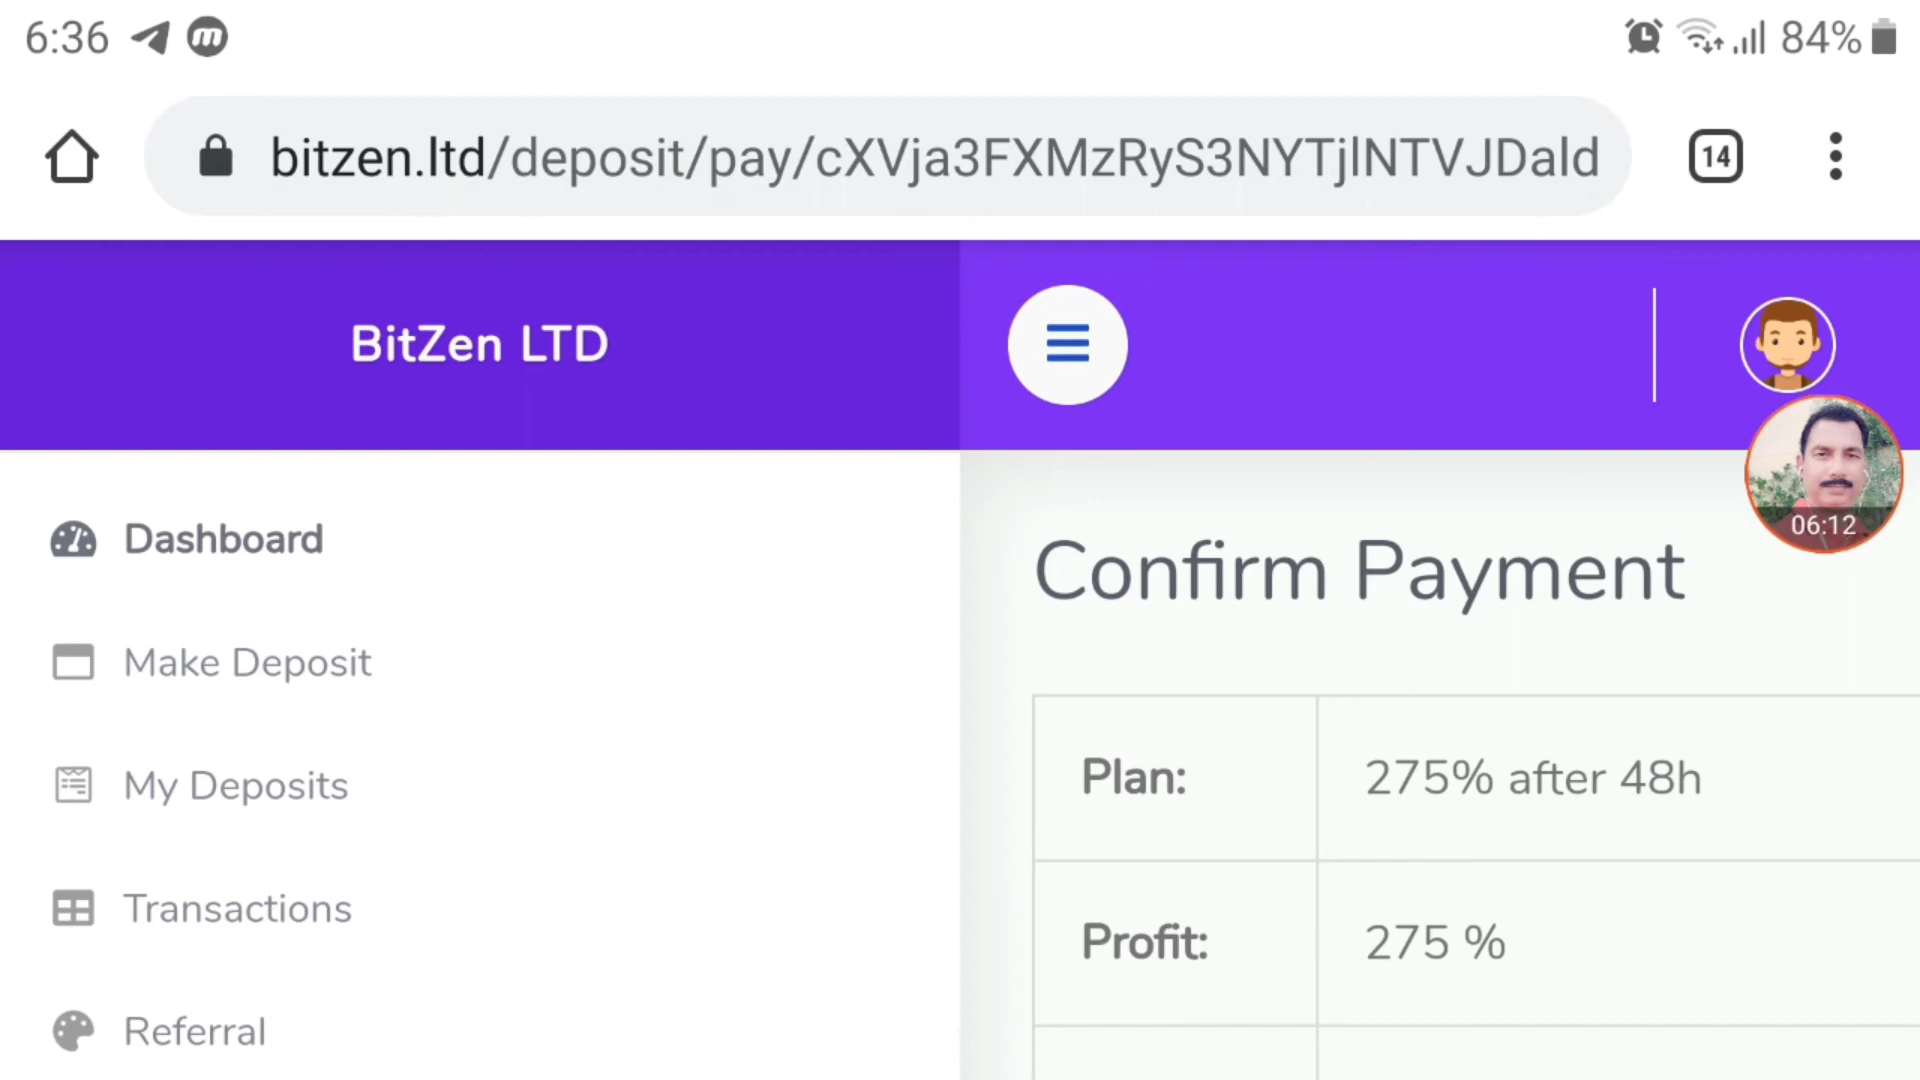 6:36 84%
bitzen.ltd/deposit/pay/cXVja3FXMzRyS3NYTjlNTVJDald
14
BitZen LTD
06:12
Dashboard
Make Deposit
My Deposits
Transactions
Referral
Confirm Payment
Plan: 275% after 48h
Profit: 275 %